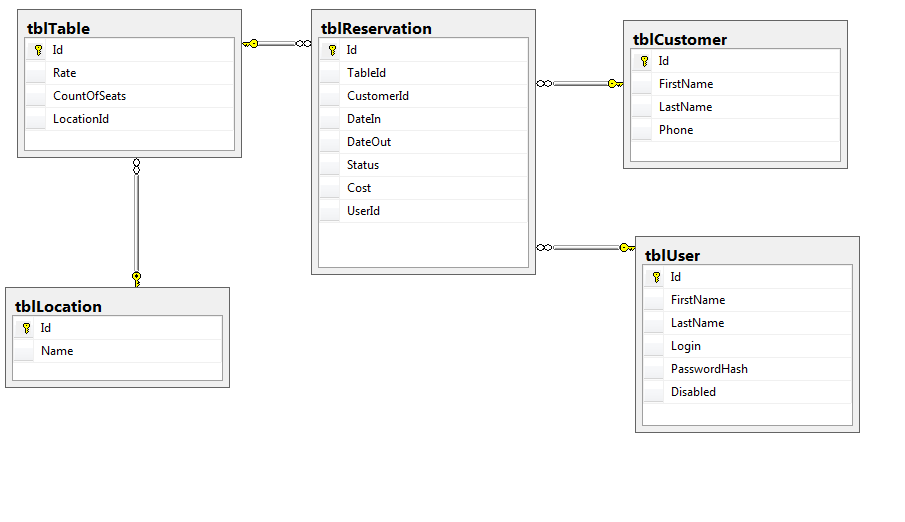 tblTable
Id
Rate
CountOfSeats
LocationId
tblReservation
Id
TableId
CustomerId
DateIn
DateOut
Status
Cost
UserId
tblCustomer
Id
FirstName
LastName
Phone
tblLocation
Id
Name
tblUser
Id
FirstName
LastName
Login
PasswordHash
Disabled